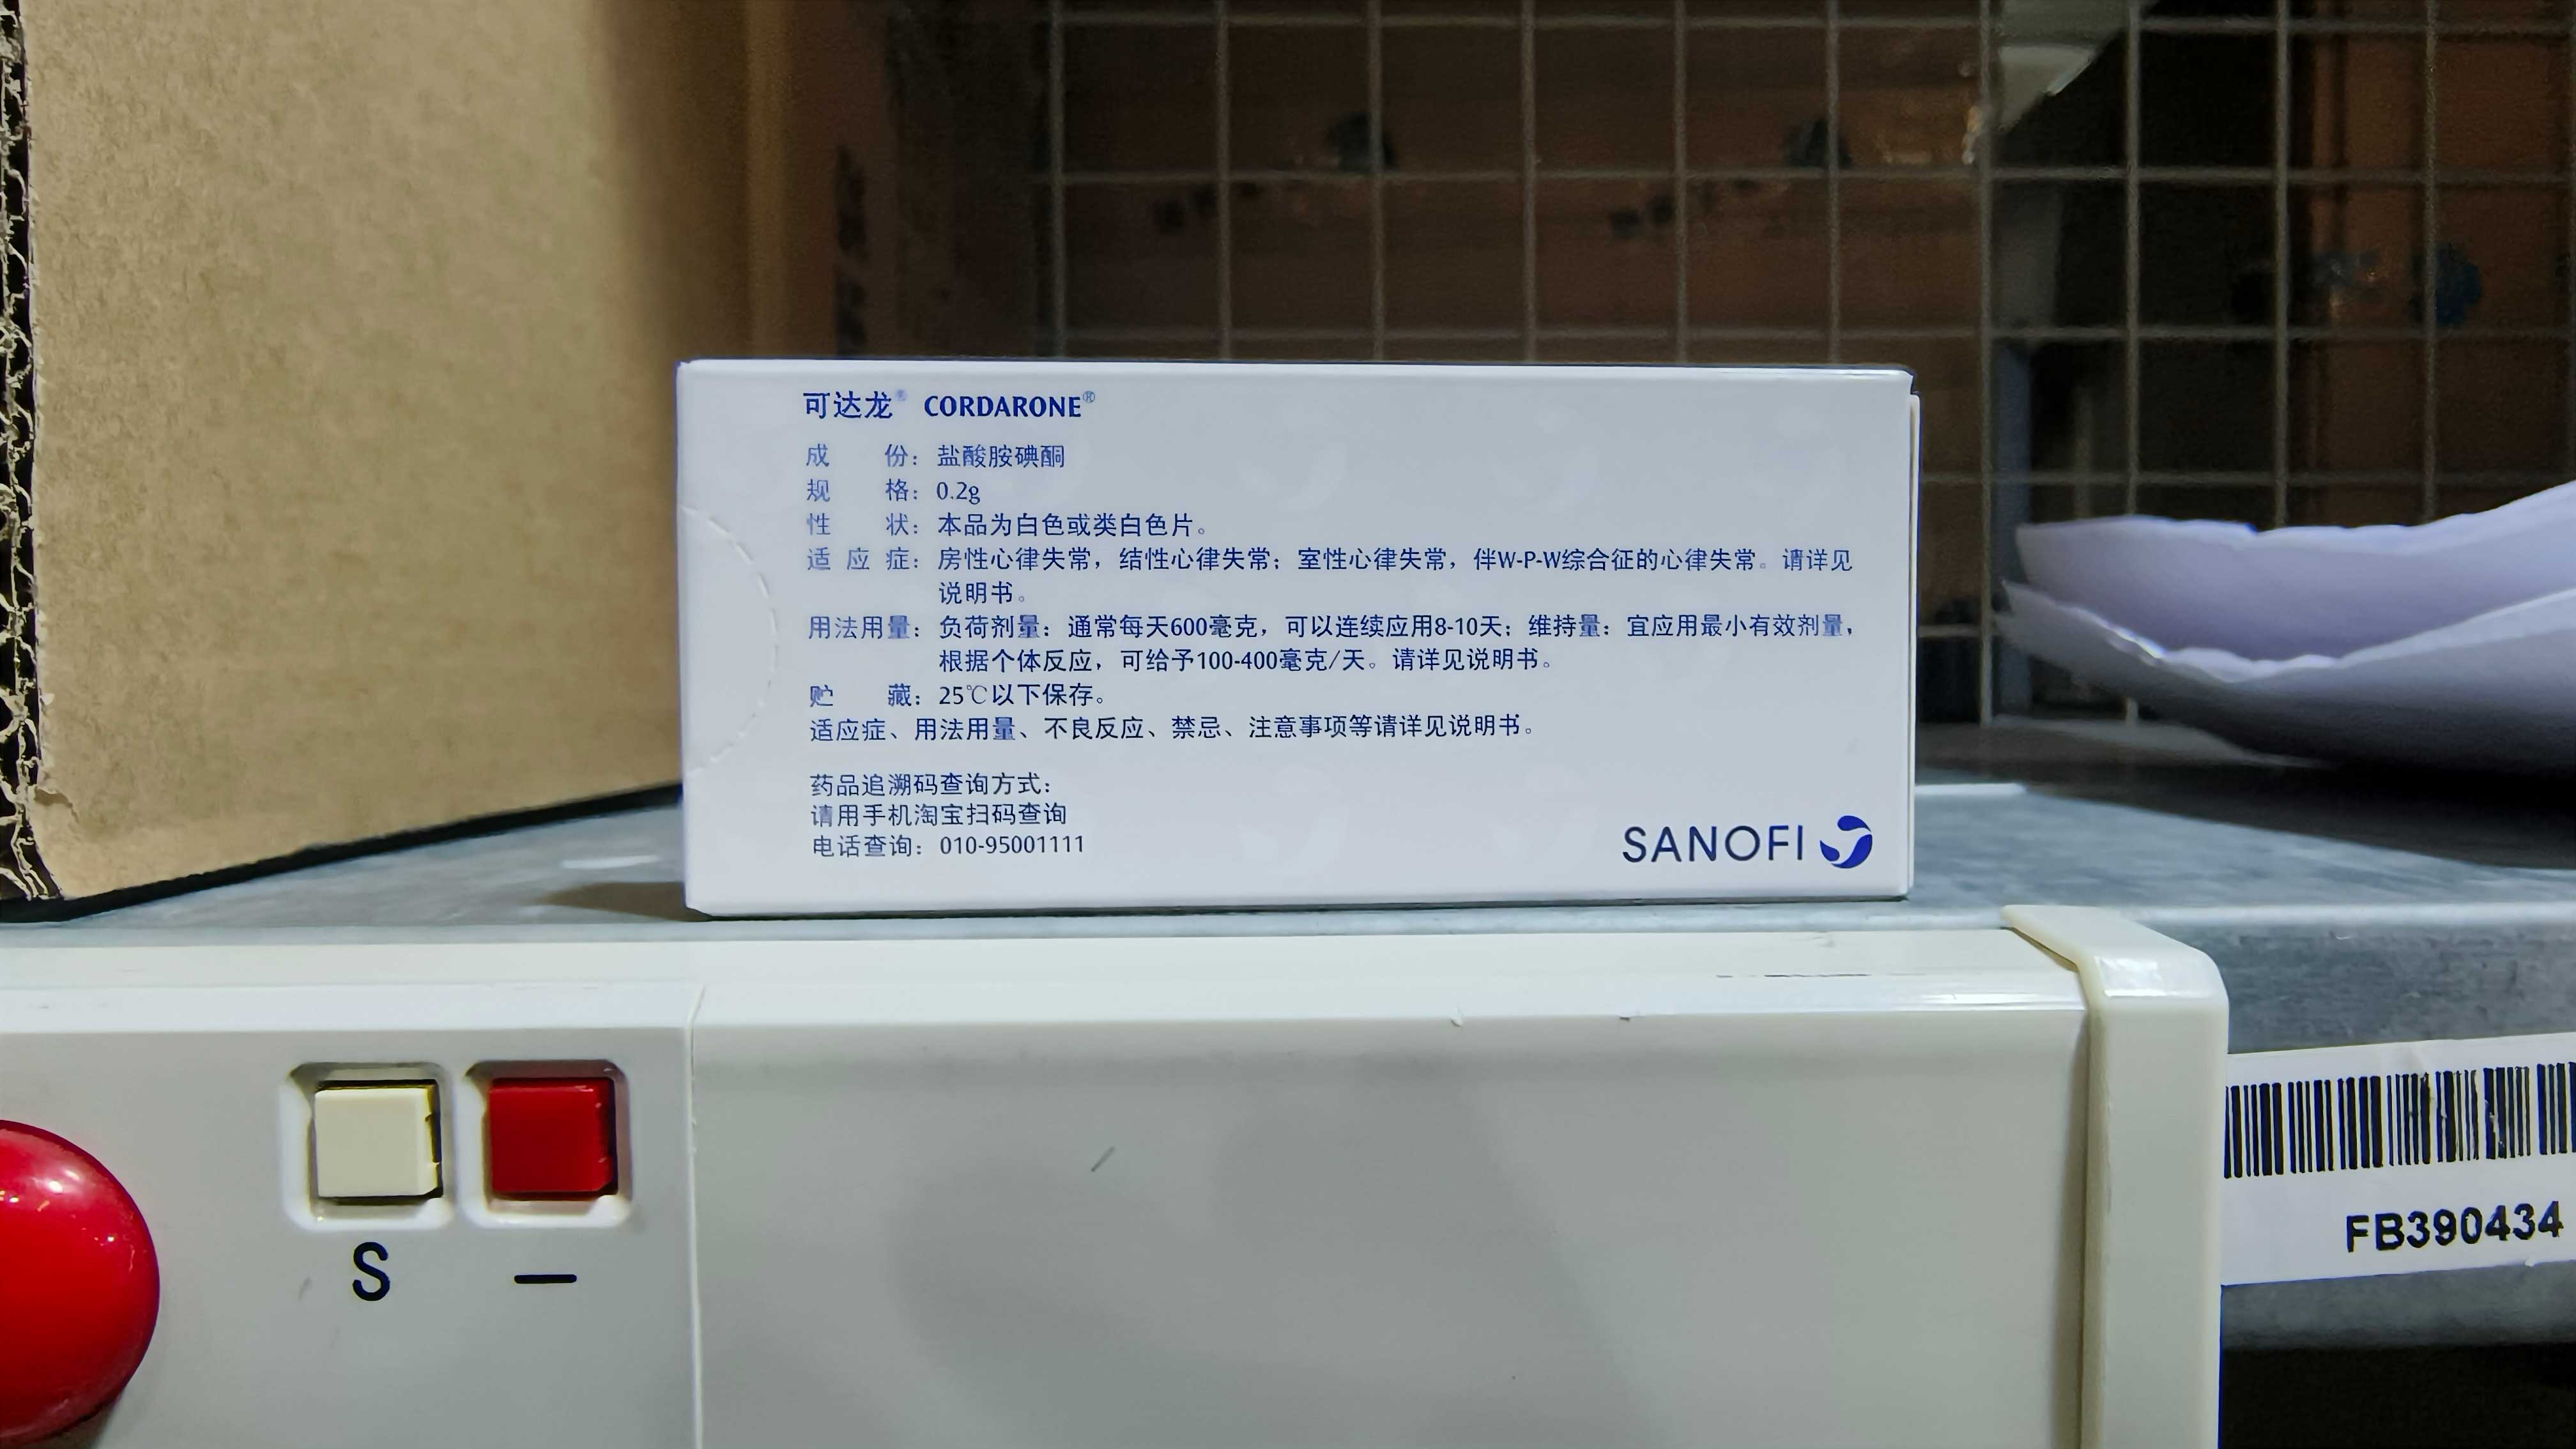 可达龙® CORDARONE®
成 份：盐酸胺碘酮
规 格：0.2g
性 状：本品为白色或类白色片。
适 应 症：房性心律失常，结性心律失常；室性心律失常，伴W-P-W综合征的心律失常。请详见
说明书。
用法用量：负荷剂量：通常每天600毫克，可以连续应用8-10天；维持量：宜应用最小有效剂量，
根据个体反应，可给予100-400毫克/天。请详见说明书。
贮 藏：25℃以下保存。
适应症、用法用量、不良反应、禁忌、注意事项等请详见说明书。
药品追溯码查询方式：
请用手机淘宝扫码查询
电话查询：010-95001111
SANOFI
S —
FB390434